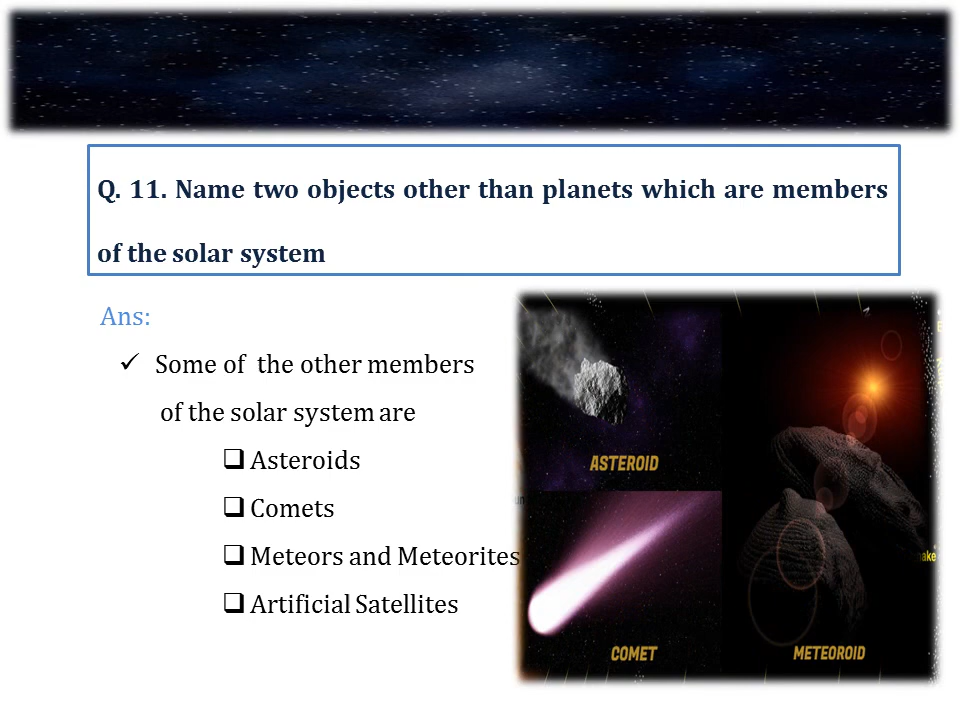 Q. 11. Name two objects other than planets which are members
of the solar system
Ans:
✓ Some of the other members
of the solar system are
❑ Asteroids
❑ Comets
❑ Meteors and Meteorites
❑ Artificial Satellites
ASTEROID
COMET
METEOROID